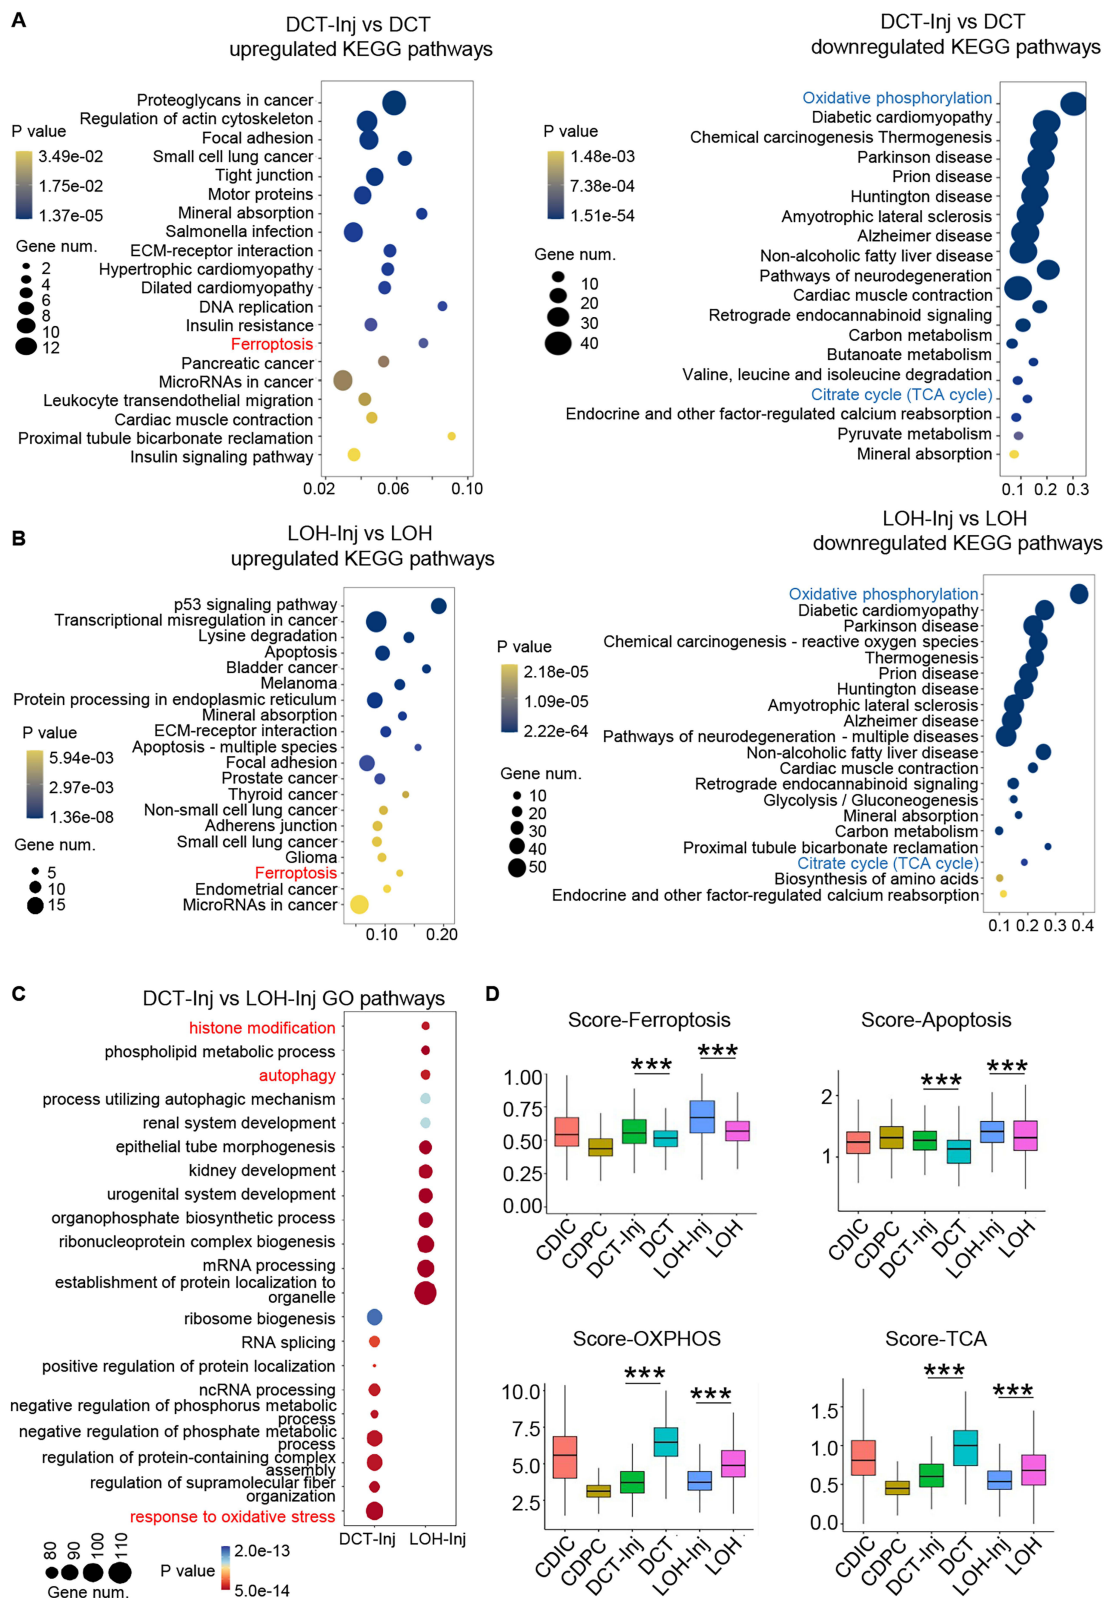 A
DCT-Inj vs DCT
upregulated KEGG pathways
Proteoglycans in cancer
Regulation of actin cytoskeleton
Focal adhesion
Small cell lung cancer
Tight junction
Motor proteins
Mineral absorption
Salmonella infection
ECM-receptor interaction
Hypertrophic cardiomyopathy
Dilated cardiomyopathy
DNA replication
Insulin resistance
Ferroptosis
Pancreatic cancer
MicroRNAs in cancer
Leukocyte transendothelial migration
Cardiac muscle contraction
Proximal tubule bicarbonate reclamation
Insulin signaling pathway
P value
3.49e-02
1.75e-02
1.37e-05
Gene num.
2
4
6
8
10
12
0.02 0.06 0.10
DCT-Inj vs DCT
downregulated KEGG pathways
Oxidative phosphorylation
Diabetic cardiomyopathy
Chemical carcinogenesis Thermogenesis
Parkinson disease
Prion disease
Huntington disease
Amyotrophic lateral sclerosis
Alzheimer disease
Non-alcoholic fatty liver disease
Pathways of neurodegeneration
Cardiac muscle contraction
Retrograde endocannabinoid signaling
Carbon metabolism
Butanoate metabolism
Valine, leucine and isoleucine degradation
Citrate cycle (TCA cycle)
Endocrine and other factor-regulated calcium reabsorption
Pyruvate metabolism
Mineral absorption
P value
1.48e-03
7.38e-04
1.51e-54
Gene num.
10
20
30
40
0.1 0.2 0.3
B
LOH-Inj vs LOH
upregulated KEGG pathways
p53 signaling pathway
Transcriptional misregulation in cancer
Lysine degradation
Apoptosis
Bladder cancer
Melanoma
Protein processing in endoplasmic reticulum
Mineral absorption
ECM-receptor interaction
Apoptosis - multiple species
Focal adhesion
Prostate cancer
Thyroid cancer
Non-small cell lung cancer
Adherens junction
Small cell lung cancer
Glioma
Ferroptosis
Endometrial cancer
MicroRNAs in cancer
P value
5.94e-03
2.97e-03
1.36e-08
Gene num.
5
10
15
0.10 0.20
LOH-Inj vs LOH
downregulated KEGG pathways
Oxidative phosphorylation
Diabetic cardiomyopathy
Parkinson disease
Chemical carcinogenesis - reactive oxygen species
Thermogenesis
Prion disease
Huntington disease
Amyotrophic lateral sclerosis
Alzheimer disease
Pathways of neurodegeneration - multiple diseases
Non-alcoholic fatty liver disease
Cardiac muscle contraction
Retrograde endocannabinoid signaling
Glycolysis / Gluconeogenesis
Mineral absorption
Carbon metabolism
Proximal tubule bicarbonate reclamation
Citrate cycle (TCA cycle)
Biosynthesis of amino acids
Endocrine and other factor-regulated calcium reabsorption
P value
2.18e-05
1.09e-05
2.22e-64
Gene num.
10
20
30
40
50
0.1 0.2 0.3 0.4
C
DCT-Inj vs LOH-Inj GO pathways
histone modification
phospholipid metabolic process
autophagy
process utilizing autophagic mechanism
renal system development
epithelial tube morphogenesis
kidney development
urogenital system development
organophosphate biosynthetic process
ribonucleoprotein complex biogenesis
mRNA processing
establishment of protein localization to
organelle
ribosome biogenesis
RNA splicing
positive regulation of protein localization
ncRNA processing
negative regulation of phosphorus metabolic
process
negative regulation of phosphate metabolic
process
regulation of protein-containing complex
assembly
regulation of supramolecular fiber
organization
response to oxidative stress
DCT-Inj LOH-Inj
80 90 100 110
Gene num.
P value
2.0e-13
5.0e-14
D
Score-Ferroptosis
*** ***
1.00
0.75
0.50
0.25
0.00
CDIC CDPC DCT-Inj DCT LOH-Inj LOH
Score-Apoptosis
*** ***
2
1
CDIC CDPC DCT-Inj DCT LOH-Inj LOH
Score-OXPHOS
*** ***
10.0
7.5
5.0
2.5
CDIC CDPC DCT-Inj DCT LOH-Inj LOH
Score-TCA
*** ***
1.5
1.0
0.5
0.0
CDIC CDPC DCT-Inj DCT LOH-Inj LOH